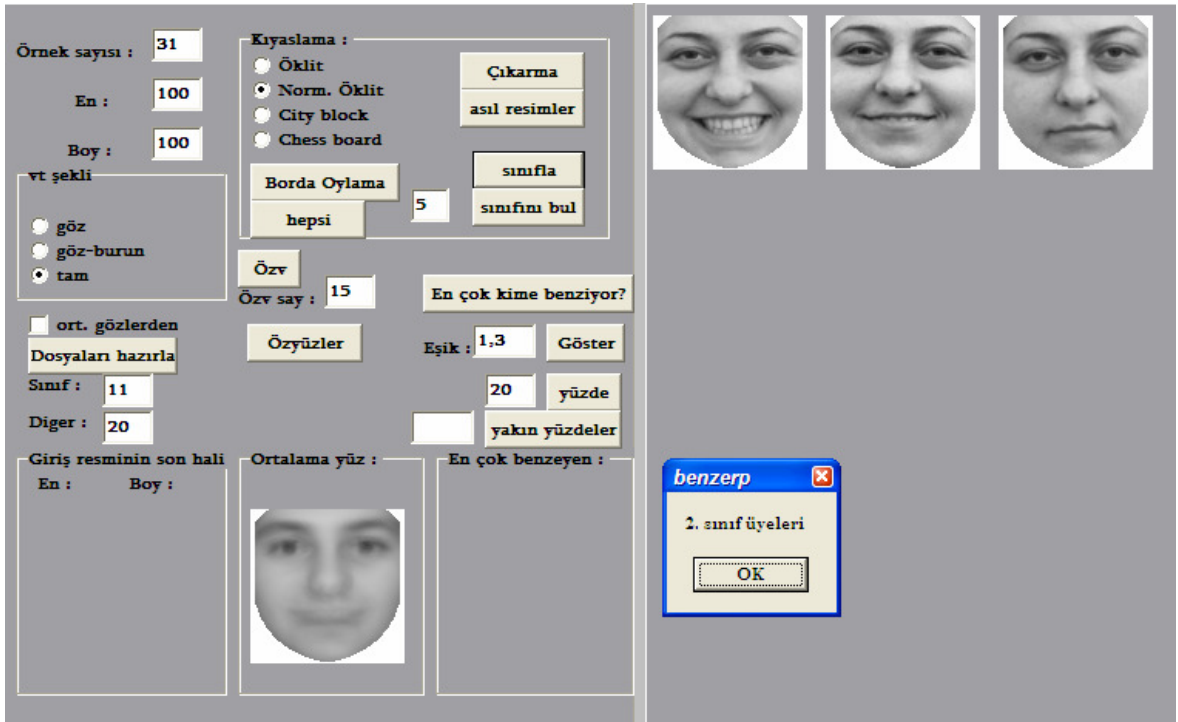 Örnek sayısı : 31
En : 100
Boy : 100
vt şekli
göz
göz-burun
tam
ort. gözlerden
Dosyaları hazırla
Sınıf : 11
Diger : 20
Kıyaslama :
Öklit
Norm. Öklit
City block
Chess board
Çıkarma
asıl resimler
Borda Oylama
hepsi
5
sınıfla
sınıfını bul
Özv
Özv say : 15
Özyüzler
En çok kime benziyor?
Eşik : 1,3 Göster
20 yüzde
yakın yüzdeler
Giriş resminin son hali
En : Boy :
Ortalama yüz :
En çok benzeyen :
benzerp
2. sınıf üyeleri
OK